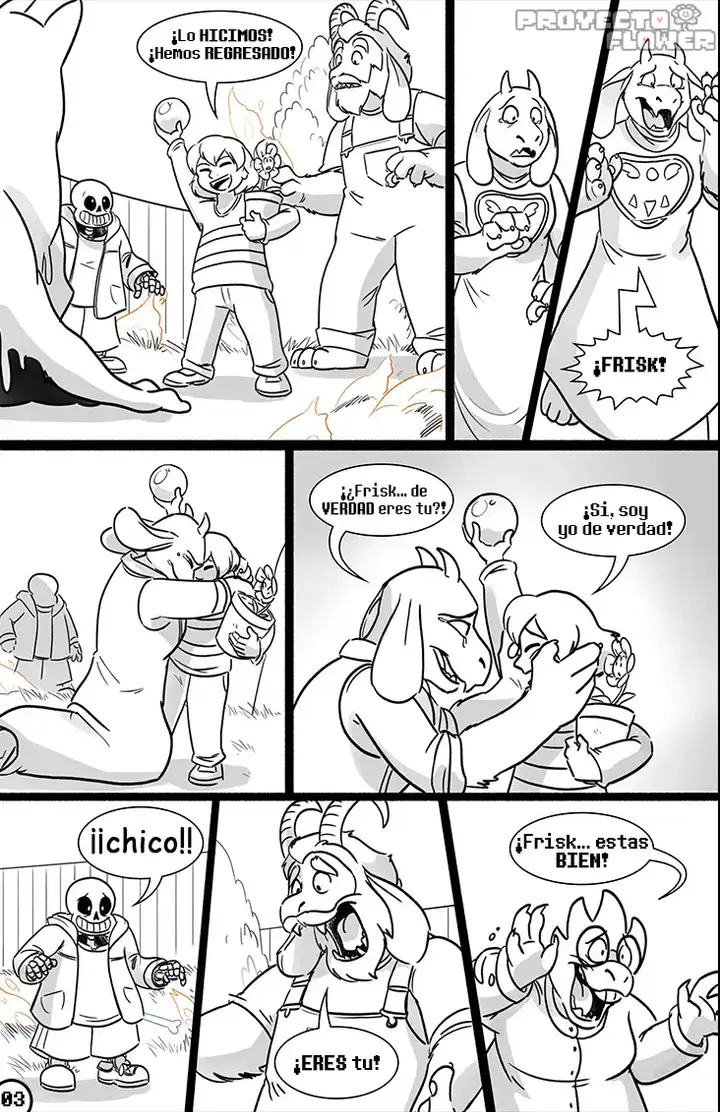 PROYECTO
FLOWER
¡Lo HICIMOS!
¡Hemos REGRESADO!
¡FRISK!
¡¿Frisk... de
VERDAD eres tu?!
¡Si, soy
yo de verdad!
¡¡chico!!
¡ERES tu!
¡Frisk... estas
BIEN!
03